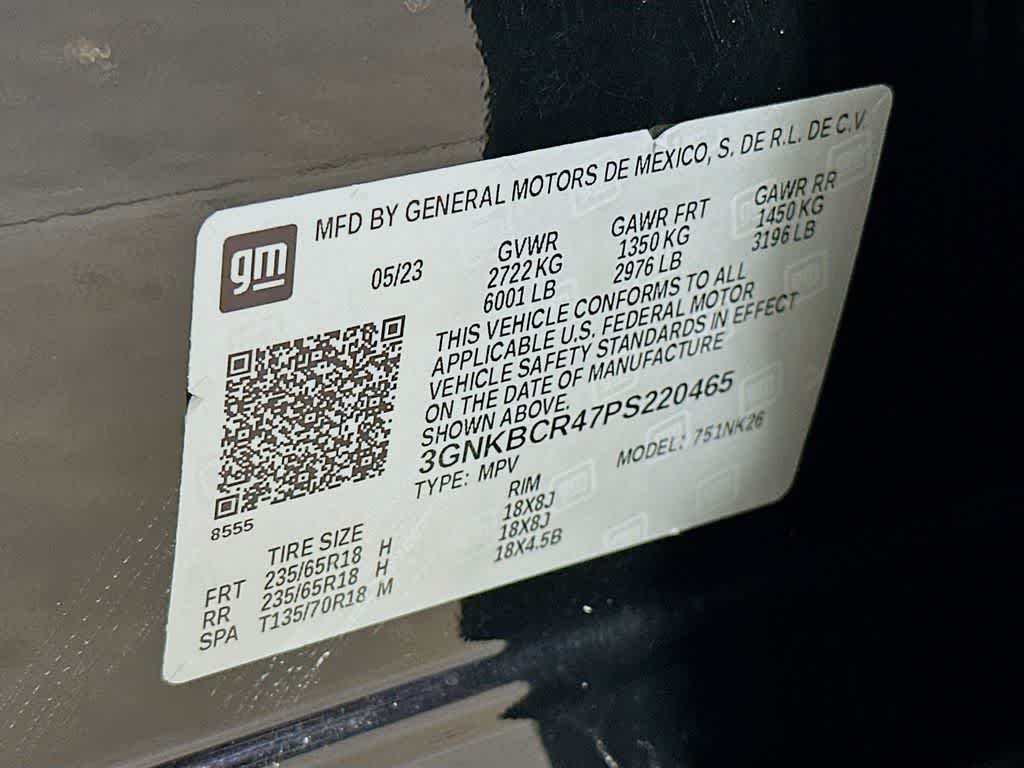 MFD BY GENERAL MOTORS DE MEXICO, S. DE R.L. DE C.V.
gm
05/23
GVWR GAWR FRT GAWR RR
2722 KG 1350 KG 1450 KG
6001 LB 2976 LB 3196 LB
THIS VEHICLE CONFORMS TO ALL
APPLICABLE U.S. FEDERAL MOTOR
VEHICLE SAFETY STANDARDS IN EFFECT
ON THE DATE OF MANUFACTURE
SHOWN ABOVE.
3GNKBCR47PS220465
TYPE: MPV MODEL: 751NK26
8555
TIRE SIZE RIM
FRT 235/65R18 H 18X8J
RR 235/65R18 H 18X8J
SPA T135/70R18 M 18X4.5B